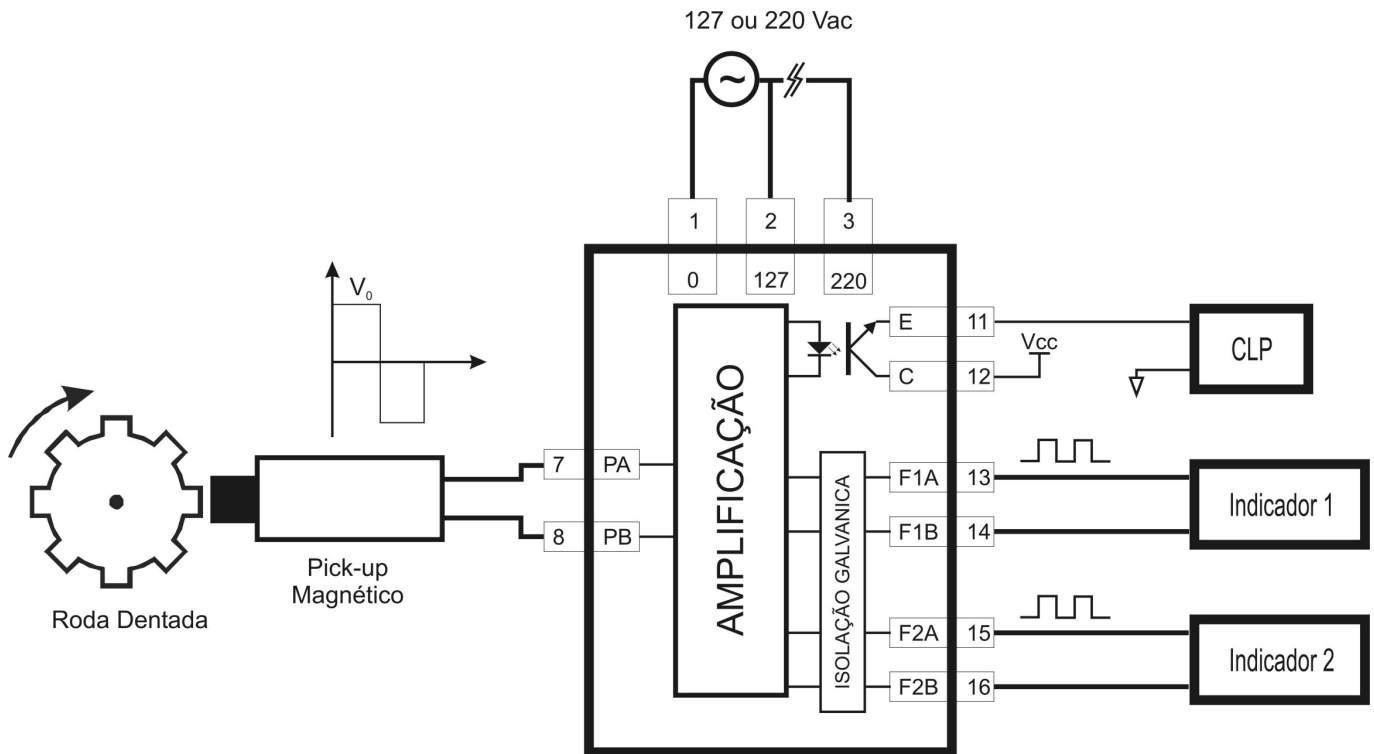 127 ou 220 Vac
~
1
2
3
0
127
220
V₀
E
11
Vcc
C
12
CLP
AMPLIFICAÇÃO
ISOLAÇÃO GALVANICA
7
PA
8
PB
F1A
13
F1B
14
Indicador 1
F2A
15
F2B
16
Indicador 2
Pick-up
Magnético
Roda Dentada